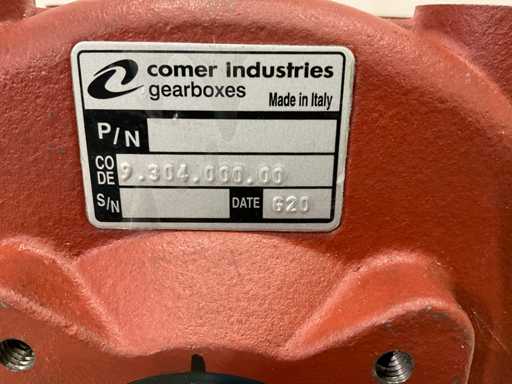 comer industries
gearboxes
Made in Italy
P/N
CODE 9.304.000.00
S/N DATE G20